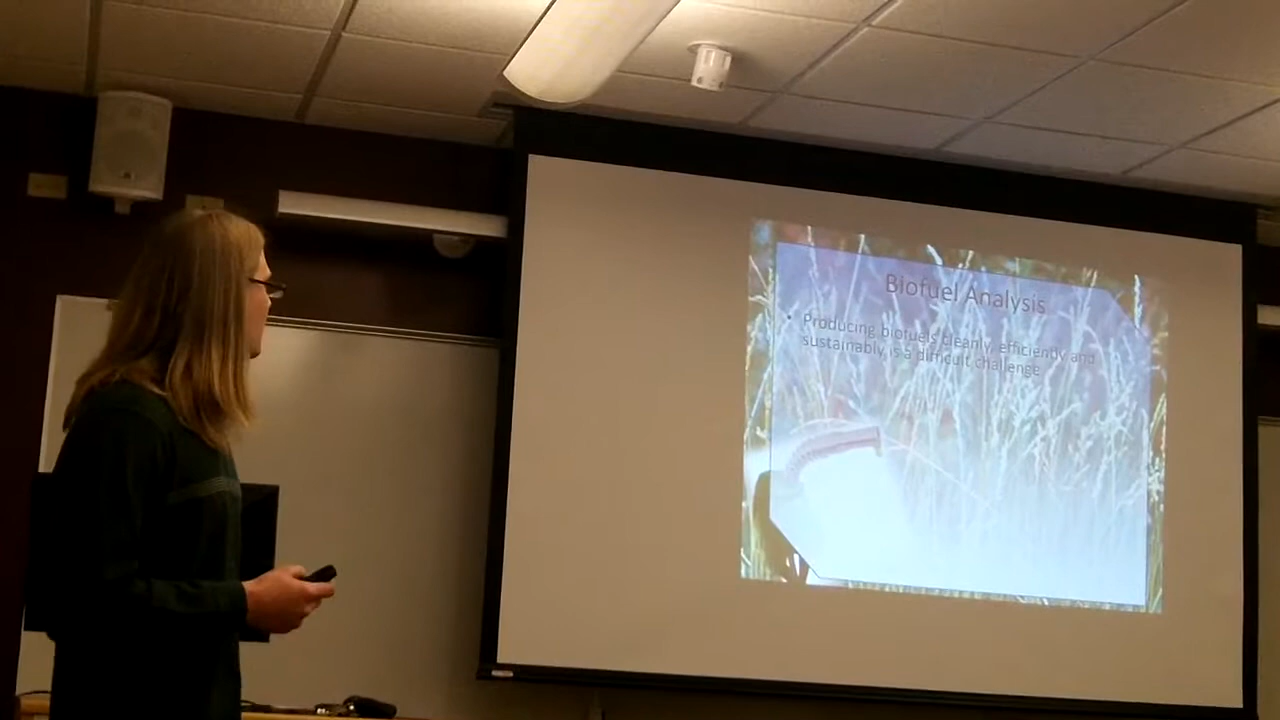 Biofuel Analysis
• Producing biofuels cleanly, efficiently and
sustainably is a difficult challenge